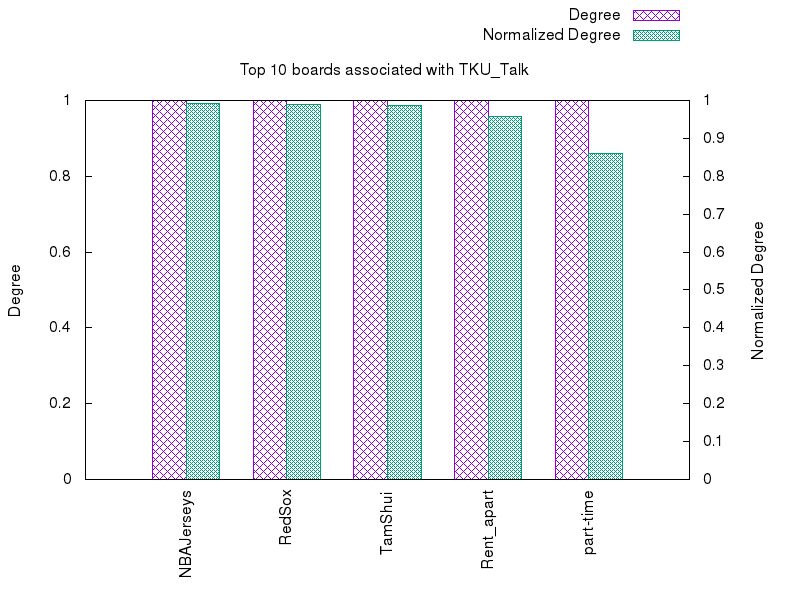 Degree
Normalized Degree
Top 10 boards associated with TKU_Talk
1
0.8
0.6
0.4
0.2
0
1
0.9
0.8
0.7
0.6
0.5
0.4
0.3
0.2
0.1
0
Degree
Normalized Degree
NBAJerseys
RedSox
TamShui
Rent_apart
part-time